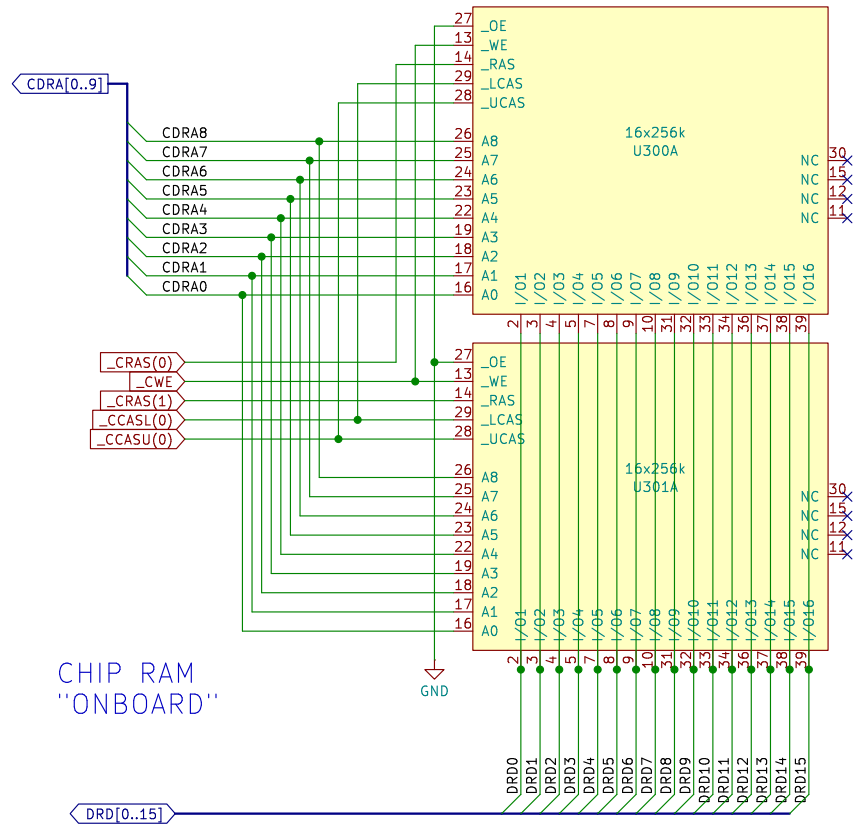 27 _OE
13 _WE
14 _RAS
29 _LCAS
28 _UCAS
CDRA[0..9]
16x256k
U300A
CDRA8 26 A8
CDRA7 25 A7 NC 30
CDRA6 24 A6 NC 15
CDRA5 23 A5 NC 12
CDRA4 22 A4 NC 11
CDRA3 19 A3
CDRA2 18 A2
CDRA1 17 A1
CDRA0 16 A0
I/O1 I/O2 I/O3 I/O4 I/O5 I/O6 I/O7 I/O8 I/O9 I/O10 I/O11 I/O12 I/O13 I/O14 I/O15 I/O16
2 3 4 5 7 8 9 10 31 32 33 34 36 37 38 39
_CRAS(0) 27 _OE
_CWE 13 _WE
_CRAS(1) 14 _RAS
_CCASL(0) 29 _LCAS
_CCASU(0) 28 _UCAS
16x256k
U301A
26 A8
25 A7 NC 30
24 A6 NC 15
23 A5 NC 12
22 A4 NC 11
19 A3
18 A2
17 A1
16 A0
I/O1 I/O2 I/O3 I/O4 I/O5 I/O6 I/O7 I/O8 I/O9 I/O10 I/O11 I/O12 I/O13 I/O14 I/O15 I/O16
2 3 4 5 7 8 9 10 31 32 33 34 36 37 38 39
CHIP RAM
"ONBOARD"
GND
DRD0 DRD1 DRD2 DRD3 DRD4 DRD5 DRD6 DRD7 DRD8 DRD9 DRD10 DRD11 DRD12 DRD13 DRD14 DRD15
DRD[0..15]